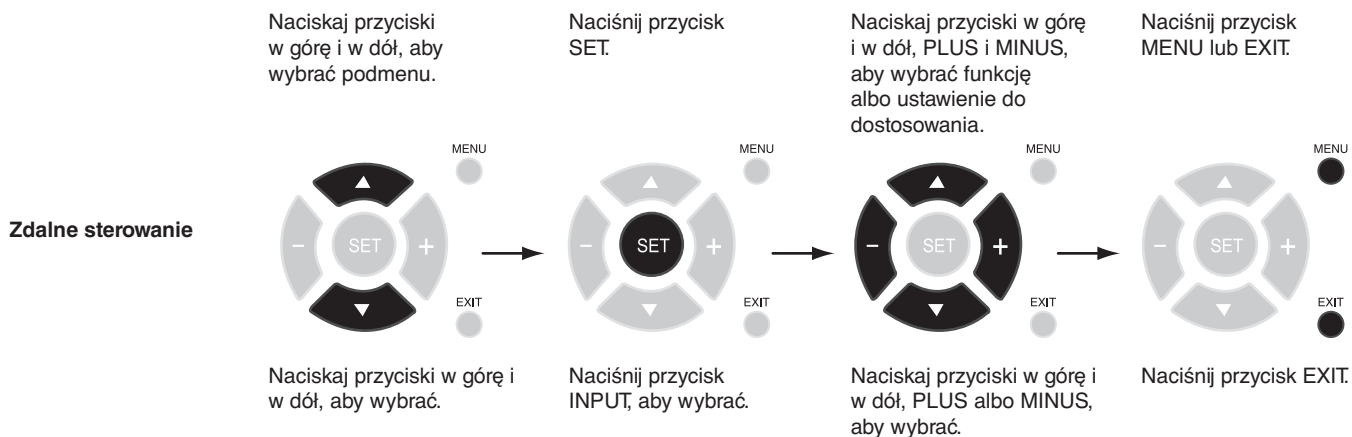 Naciskaj przyciski
w górę i w dół, aby
wybrać podmenu.
Naciśnij przycisk
SET.
Naciskaj przyciski w górę
i w dół, PLUS i MINUS,
aby wybrać funkcję
albo ustawienie do
dostosowania.
Naciśnij przycisk
MENU lub EXIT.
Zdalne sterowanie
MENU
- SET +
EXIT
MENU
- SET +
EXIT
MENU
- SET +
EXIT
MENU
- SET +
EXIT
Naciskaj przyciski w górę i
w dół, aby wybrać.
Naciśnij przycisk
INPUT, aby wybrać.
Naciskaj przyciski w górę i
w dół, PLUS albo MINUS,
aby wybrać.
Naciśnij przycisk EXIT.